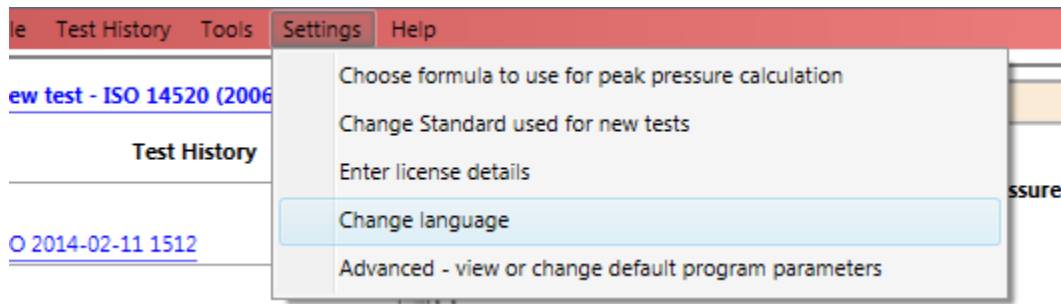 le Test History Tools Settings Help
Choose formula to use for peak pressure calculation
ew test - ISO 14520 (2006
Change Standard used for new tests
Test History
Enter license details
ssure
Change language
O 2014-02-11 1512
Advanced - view or change default program parameters